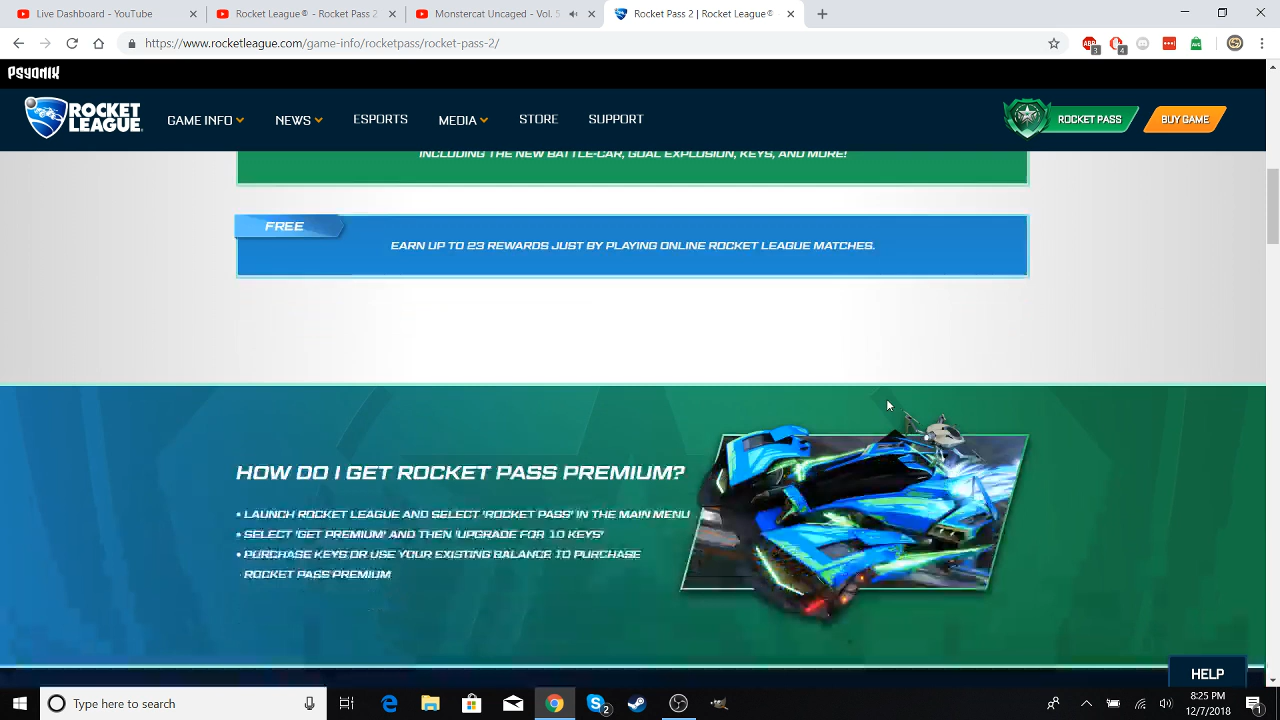 Live Dashboard - YouTube
Rocket League® - Rocket Pass 2
Monstercat Uncaged - Vol. 5
Rocket Pass 2 | Rocket League®
https://www.rocketleague.com/game-info/rocketpass/rocket-pass-2/
3
4
PSYONIX
ROCKET LEAGUE
GAME INFO
NEWS
ESPORTS
MEDIA
STORE
SUPPORT
ROCKET PASS
BUY GAME
INCLUDING THE NEW BATTLE-CAR, GOAL EXPLOSION, KEYS, AND MORE!
FREE
EARN UP TO 23 REWARDS JUST BY PLAYING ONLINE ROCKET LEAGUE MATCHES.
HOW DO I GET ROCKET PASS PREMIUM?
• LAUNCH ROCKET LEAGUE AND SELECT 'ROCKET PASS' IN THE MAIN MENU
• SELECT 'GET PREMIUM' AND THEN 'UPGRADE FOR 10 KEYS'
• PURCHASE KEYS OR USE YOUR EXISTING BALANCE TO PURCHASE
ROCKET PASS PREMIUM
HELP
Type here to search
2
8:25 PM
12/7/2018
1